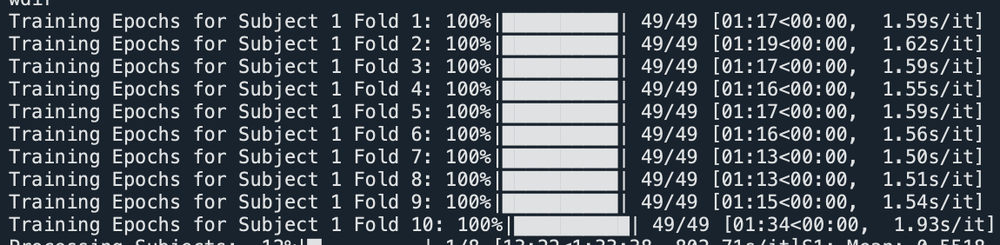 wdir
Training Epochs for Subject 1 Fold 1: 100%|██████████| 49/49 [01:17<00:00,  1.59s/it]
Training Epochs for Subject 1 Fold 2: 100%|██████████| 49/49 [01:19<00:00,  1.62s/it]
Training Epochs for Subject 1 Fold 3: 100%|██████████| 49/49 [01:17<00:00,  1.59s/it]
Training Epochs for Subject 1 Fold 4: 100%|██████████| 49/49 [01:16<00:00,  1.55s/it]
Training Epochs for Subject 1 Fold 5: 100%|██████████| 49/49 [01:17<00:00,  1.59s/it]
Training Epochs for Subject 1 Fold 6: 100%|██████████| 49/49 [01:16<00:00,  1.56s/it]
Training Epochs for Subject 1 Fold 7: 100%|██████████| 49/49 [01:13<00:00,  1.50s/it]
Training Epochs for Subject 1 Fold 8: 100%|██████████| 49/49 [01:13<00:00,  1.51s/it]
Training Epochs for Subject 1 Fold 9: 100%|██████████| 49/49 [01:15<00:00,  1.54s/it]
Training Epochs for Subject 1 Fold 10: 100%|██████████| 49/49 [01:34<00:00,  1.93s/it]
Processing Subjects:  12%|█         | 1/8 S1: Mean: 0.5518